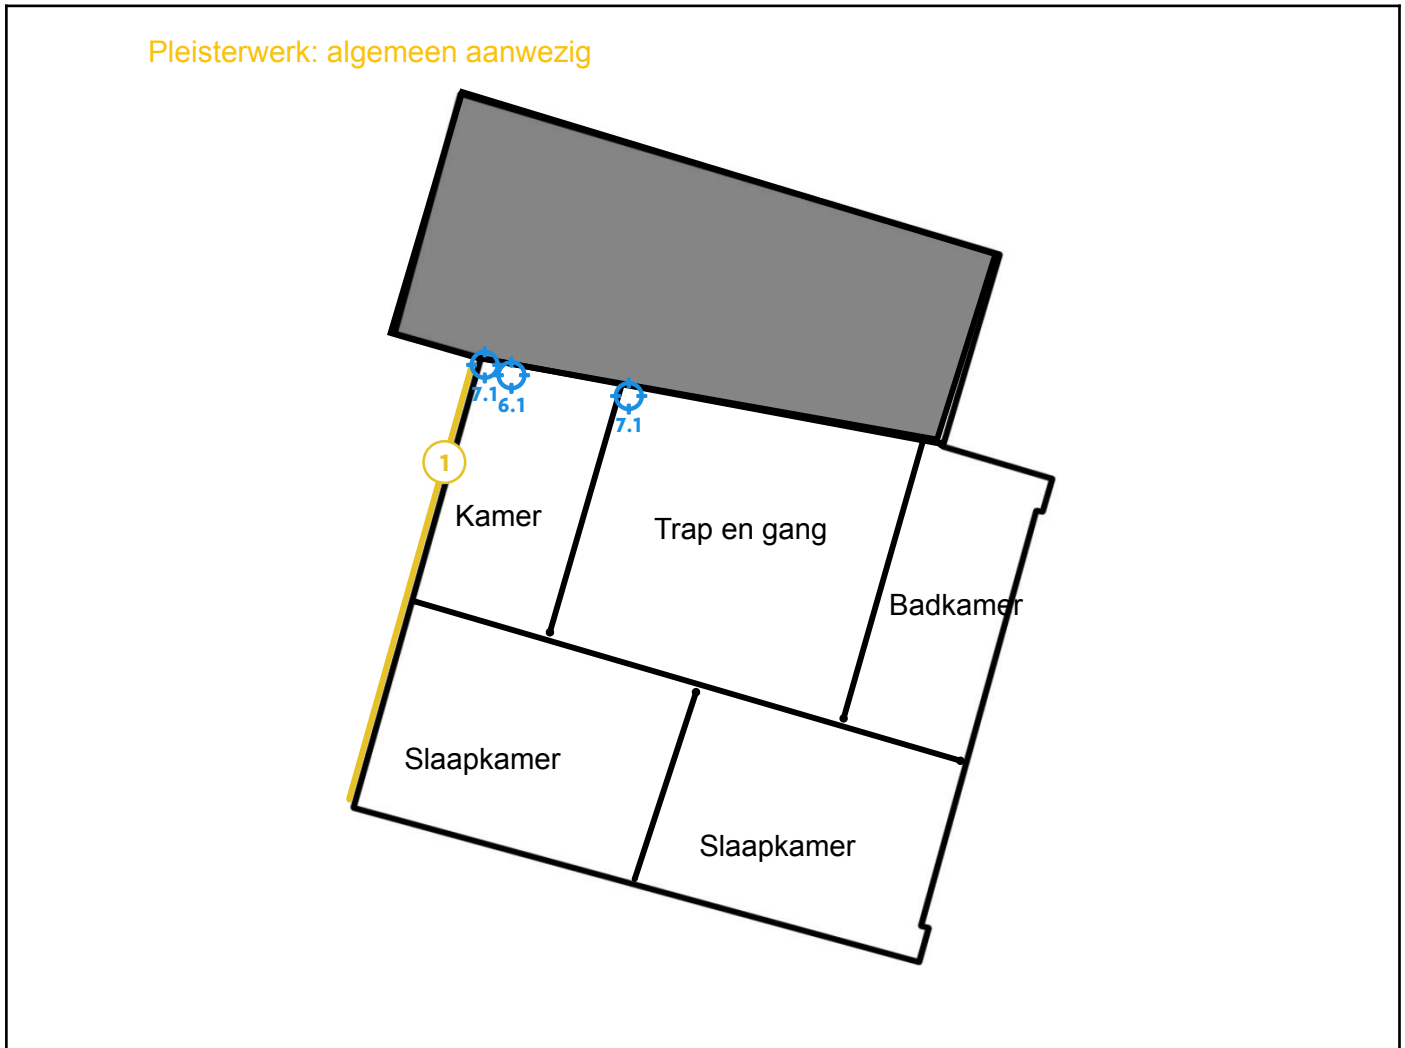 Pleisterwerk: algemeen aanwezig
7.1
6.1
7.1
1
Kamer
Trap en gang
Badkamer
Slaapkamer
Slaapkamer